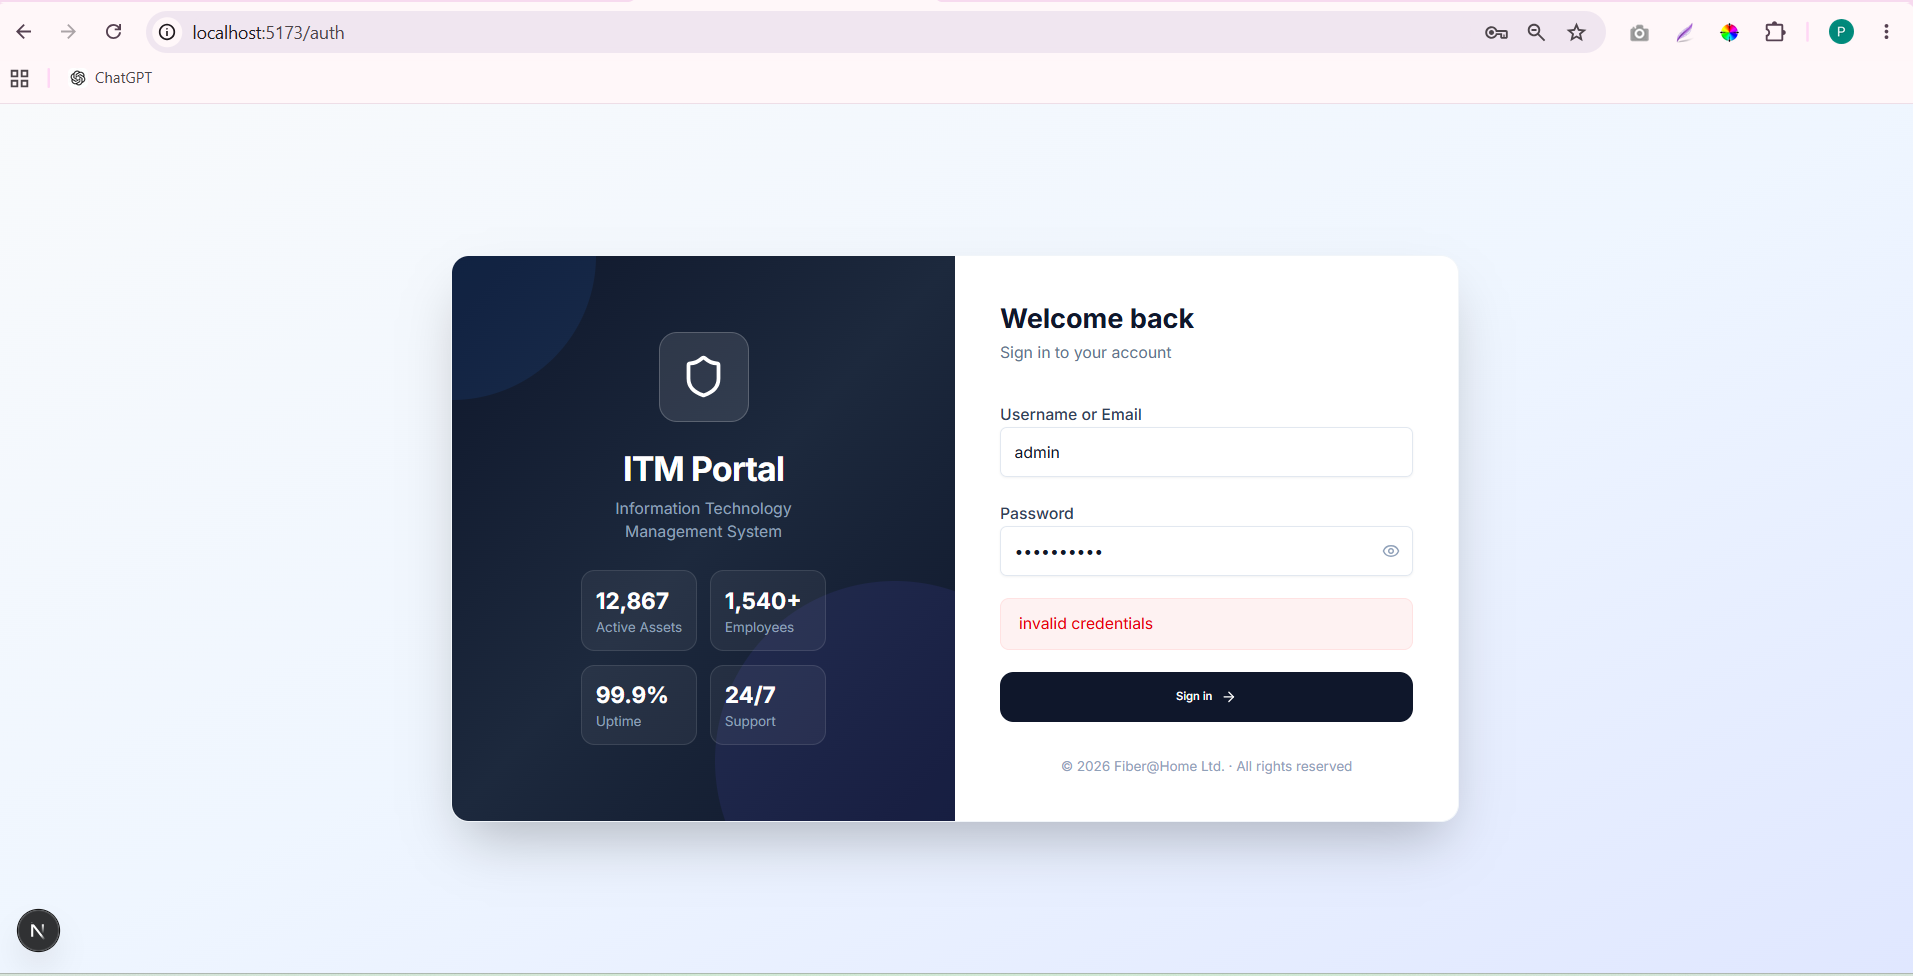 localhost:5173/auth
P
ChatGPT
ITM Portal
Information Technology
Management System
12,867
Active Assets
1,540+
Employees
99.9%
Uptime
24/7
Support
Welcome back
Sign in to your account
Username or Email
admin
Password
••••••••••
invalid credentials
Sign in →
© 2026 Fiber@Home Ltd. · All rights reserved
N